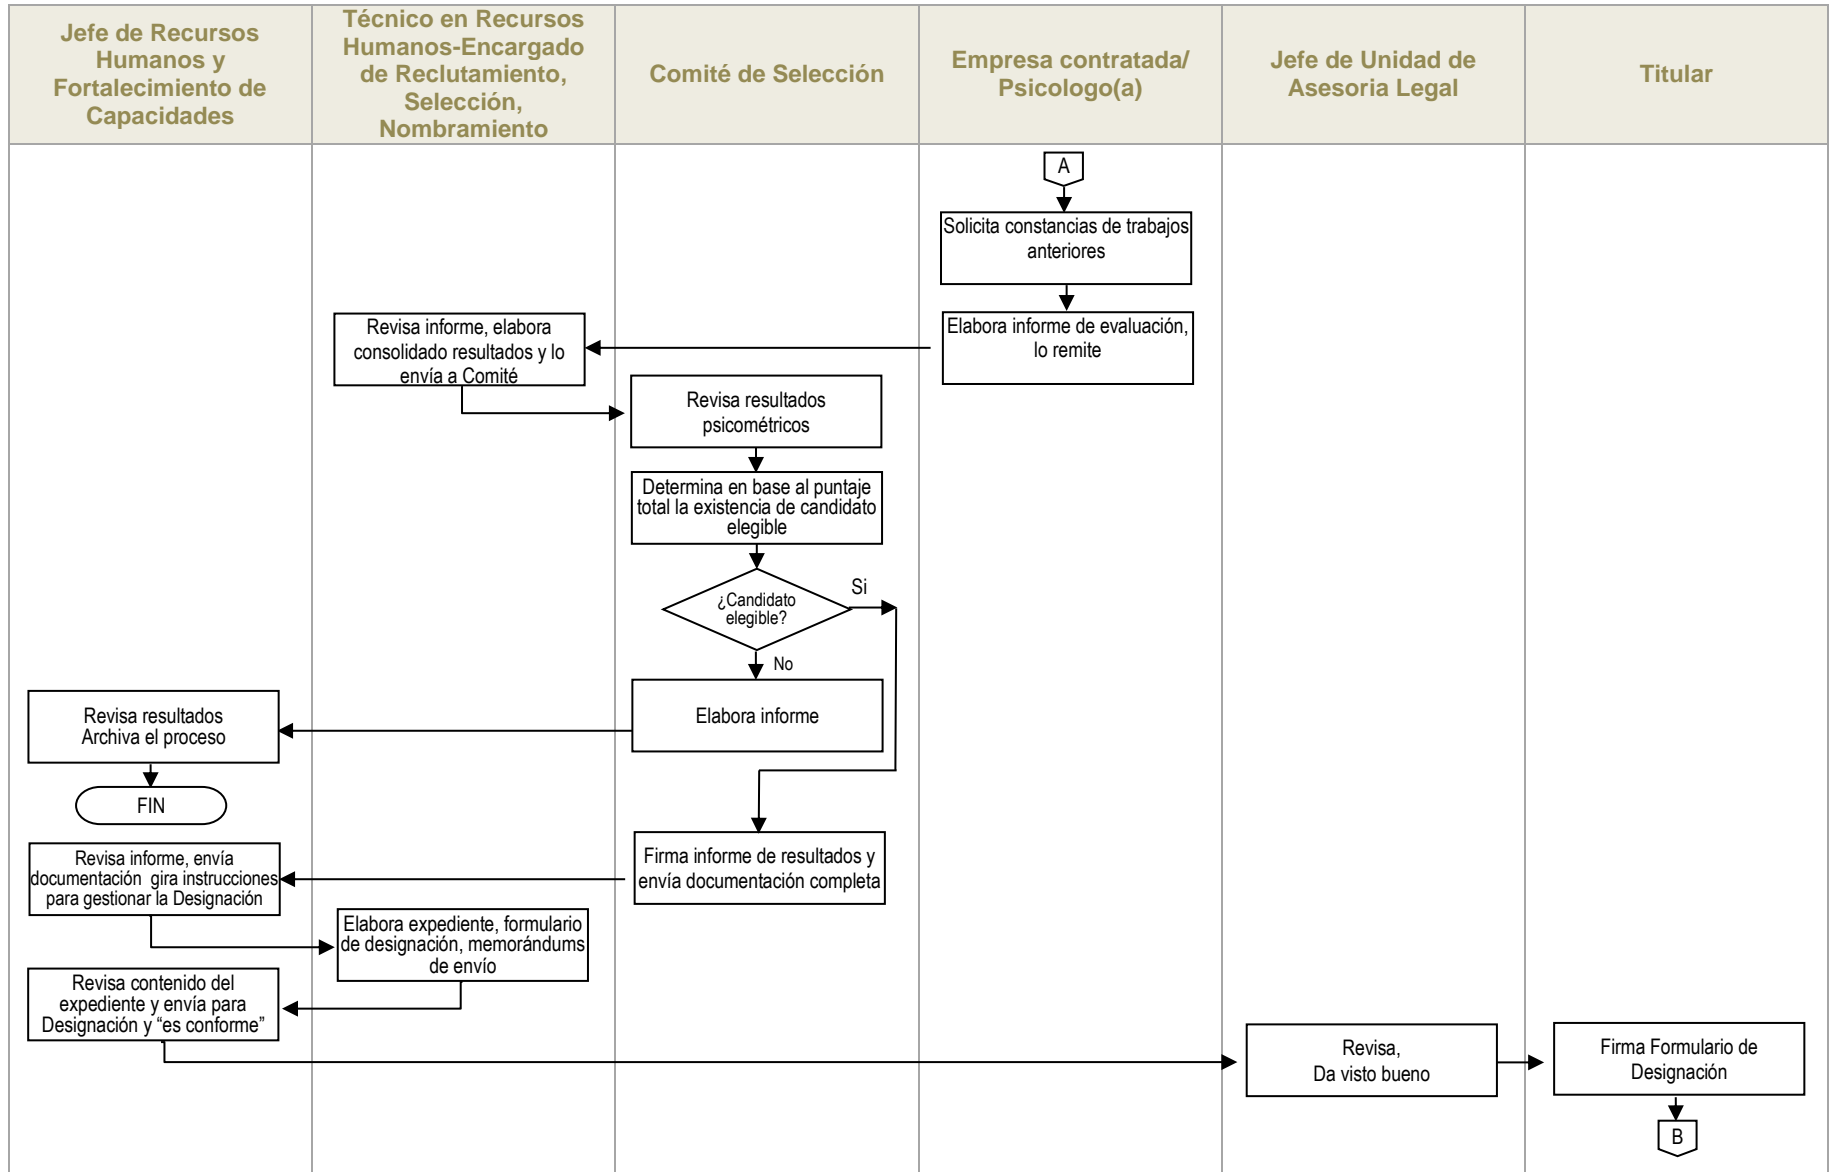 Jefe de Recursos
Humanos y
Fortalecimiento de
Capacidades
Técnico en Recursos
Humanos-Encargado
de Reclutamiento,
Selección,
Nombramiento
Comité de Selección
Empresa contratada/
Psicologo(a)
Jefe de Unidad de
Asesoria Legal
Titular
A
Solicita constancias de trabajos
anteriores
Elabora informe de evaluación,
lo remite
Revisa informe, elabora
consolidado resultados y lo
envía a Comité
Revisa resultados
psicométricos
Determina en base al puntaje
total la existencia de candidato
elegible
¿Candidato
elegible?
Si
No
Elabora informe
Revisa resultados
Archiva el proceso
FIN
Firma informe de resultados y
envía documentación completa
Revisa informe, envía
documentación gira instrucciones
para gestionar la Designación
Elabora expediente, formulario
de designación, memorándums
de envío
Revisa contenido del
expediente y envía para
Designación y “es conforme”
Revisa,
Da visto bueno
Firma Formulario de
Designación
B